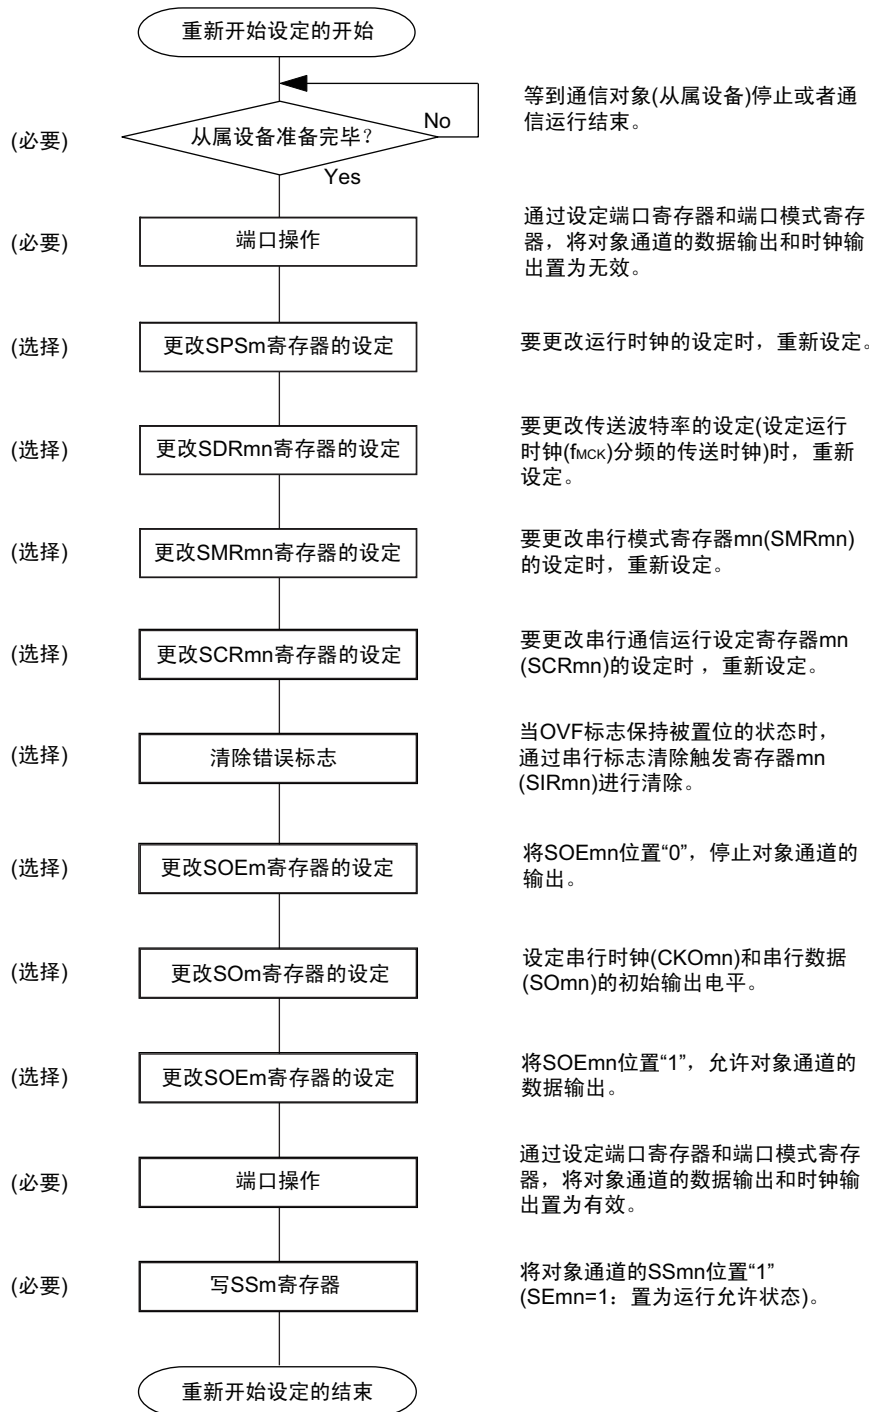 重新开始设定的开始
等到通信对象(从属设备)停止或者通
信运行结束。
(必要)
从属设备准备完毕?
No
Yes
(必要)
端口操作
通过设定端口寄存器和端口模式寄存
器，将对象通道的数据输出和时钟输
出置为无效。
(选择)
更改SPSm寄存器的设定
要更改运行时钟的设定时，重新设定。
(选择)
更改SDRmn寄存器的设定
要更改传送波特率的设定(设定运行
时钟(fMCK)分频的传送时钟)时，重新
设定。
(选择)
更改SMRmn寄存器的设定
要更改串行模式寄存器mn(SMRmn)
的设定时，重新设定。
(选择)
更改SCRmn寄存器的设定
要更改串行通信运行设定寄存器mn
(SCRmn)的设定时，重新设定。
(选择)
清除错误标志
当OVF标志保持被置位的状态时，
通过串行标志清除触发寄存器mn
(SIRmn)进行清除。
(选择)
更改SOEm寄存器的设定
将SOEmn位置“0”，停止对象通道的
输出。
(选择)
更改SOm寄存器的设定
设定串行时钟(CKOmn)和串行数据
(SOmn)的初始输出电平。
(选择)
更改SOEm寄存器的设定
将SOEmn位置“1”，允许对象通道的
数据输出。
(必要)
端口操作
通过设定端口寄存器和端口模式寄存
器，将对象通道的数据输出和时钟输
出置为有效。
(必要)
写SSm寄存器
将对象通道的SSmn位置“1”
(SEmn=1：置为运行允许状态)。
重新开始设定的结束